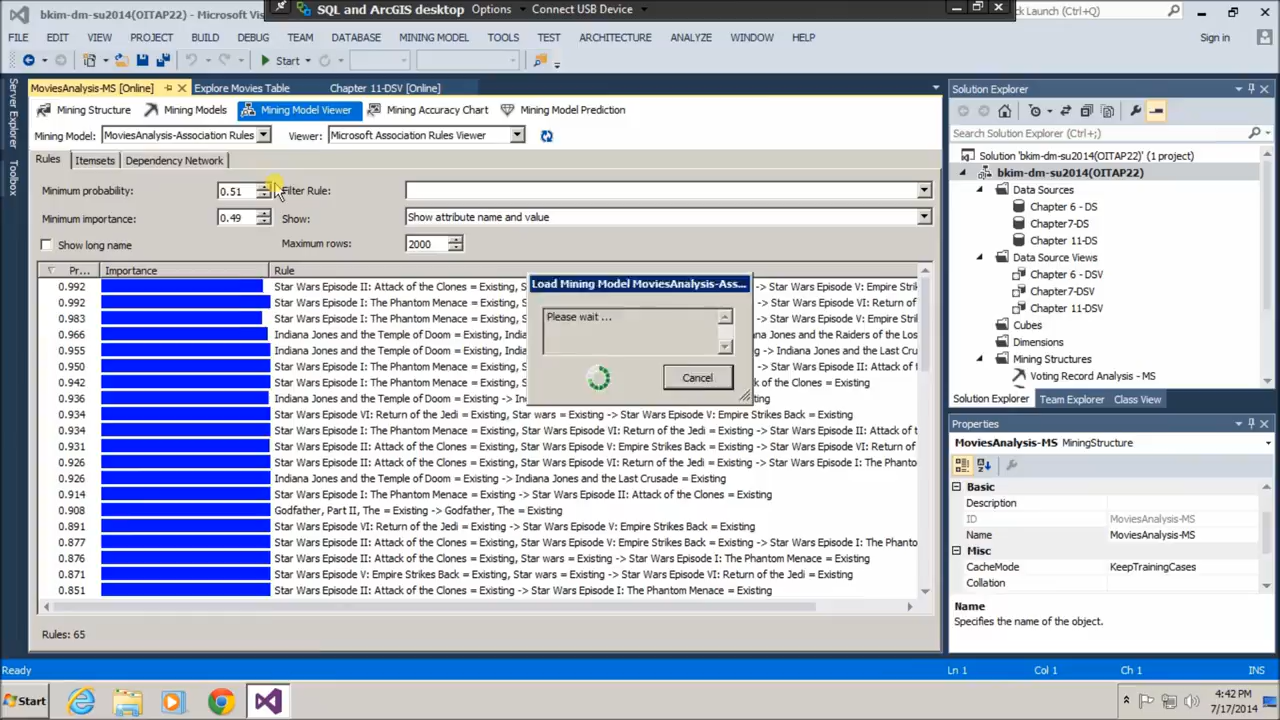 bkim-dm-su2014(OITAP22) - Microsoft Vis
SQL and ArcGIS desktop Options Connect USB Device
Launch (Ctrl+Q)
FILE EDIT VIEW PROJECT BUILD DEBUG TEAM DATABASE MINING MODEL TOOLS TEST ARCHITECTURE ANALYZE WINDOW HELP Sign in
Start
Server Explorer
Toolbox
MoviesAnalysis-MS [Online] Explore Movies Table Chapter 11-DSV [Online]
Mining Structure Mining Models Mining Model Viewer Mining Accuracy Chart Mining Model Prediction
Mining Model: MoviesAnalysis-Association Rules Viewer: Microsoft Association Rules Viewer
Rules Itemsets Dependency Network
Minimum probability: 0.51 Filter Rule:
Minimum importance: 0.49 Show: Show attribute name and value
Show long name Maximum rows: 2000
Pr... Importance Rule
0.992 Star Wars Episode II: Attack of the Clones = Existing, S -> Star Wars Episode V: Empire Strikes
0.992 Star Wars Episode I: The Phantom Menace = Existing, -> Star Wars Episode VI: Return of
0.983 Star Wars Episode I: The Phantom Menace = Existing, -> Star Wars Episode V: Empire
0.966 Indiana Jones and the Temple of Doom = Existing, Indi Indiana Jones and the Raiders of the Los
0.955 Indiana Jones and the Temple of Doom = Existing, Ind -> Indiana Jones and the Last Crusa
0.950 Star Wars Episode I: The Phantom Menace = Existing, Star Wars Episode II: Attack
0.942 Star Wars Episode I: The Phantom Menace = Existing, of the Clones = Existing
0.936 Indiana Jones and the Temple of Doom = Existing -> In
0.934 Star Wars Episode VI: Return of the Jedi = Existing, Star wars = Existing -> Star Wars Episode V: Empire Strikes Back = Existing
0.934 Star Wars Episode I: The Phantom Menace = Existing, Star Wars Episode VI: Return of the Jedi = Existing -> Star Wars Episode II: Attack o
0.931 Star Wars Episode II: Attack of the Clones = Existing, Star Wars Episode V: Empire Strikes Back = Existing -> Star Wars Episode VI: Return
0.926 Star Wars Episode II: Attack of the Clones = Existing, Star Wars Episode VI: Return of the Jedi = Existing -> Star Wars Episode I: The Phanto
0.926 Indiana Jones and the Temple of Doom = Existing -> Indiana Jones and the Last Crusade = Existing
0.914 Star Wars Episode I: The Phantom Menace = Existing -> Star Wars Episode II: Attack of the Clones = Existing
0.908 Godfather, Part II, The = Existing -> Godfather, The = Existing
0.891 Star Wars Episode VI: Return of the Jedi = Existing -> Star Wars Episode V: Empire Strikes Back = Existing
0.877 Star Wars Episode II: Attack of the Clones = Existing, Star Wars Episode V: Empire Strikes Back = Existing -> Star Wars Episode I: The Phant
0.876 Star Wars Episode II: Attack of the Clones = Existing, Star wars = Existing -> Star Wars Episode I: The Phantom Menace = Existing
0.871 Star Wars Episode V: Empire Strikes Back = Existing, Star wars = Existing -> Star Wars Episode VI: Return of the Jedi = Existing
0.851 Star Wars Episode II: Attack of the Clones = Existing -> Star Wars Episode I: The Phantom Menace = Existing
Rules: 65
Load Mining Model MoviesAnalysis-Ass...
Please wait ...
Cancel
Solution Explorer
Search Solution Explorer (Ctrl+;)
Solution 'bkim-dm-su2014(OITAP22)' (1 project)
bkim-dm-su2014(OITAP22)
Data Sources
Chapter 6 - DS
Chapter7-DS
Chapter 11-DS
Data Source Views
Chapter 6 - DSV
Chapter7-DSV
Chapter 11-DSV
Cubes
Dimensions
Mining Structures
Voting Record Analysis - MS
Solution Explorer Team Explorer Class View
Properties
MoviesAnalysis-MS MiningStructure
Basic
Description
ID MoviesAnalysis-MS
Name MoviesAnalysis-MS
Misc
CacheMode KeepTrainingCases
Collation
Name
Specifies the name of the object.
Ready Ln 1 Col 1 Ch 1 INS
Start 4:42 PM
7/17/2014